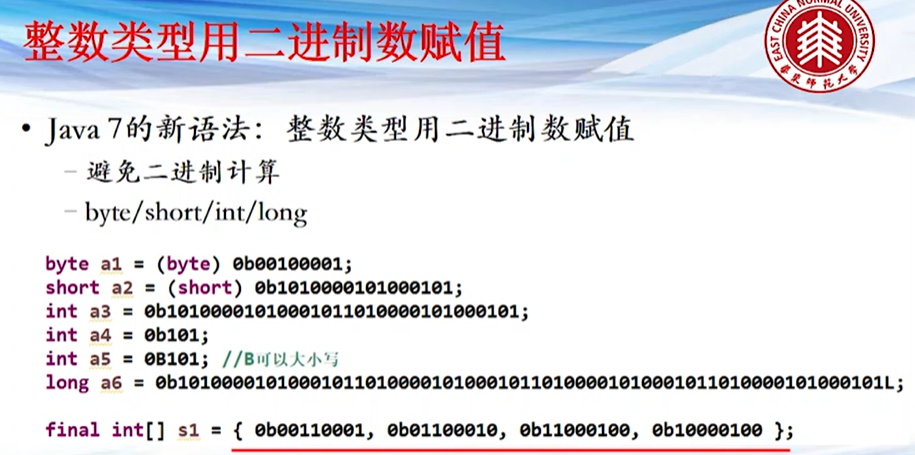 整数类型用二进制数赋值
EAST CHINA NORMAL UNIVERSITY
華東師范大学
• Java 7的新语法：整数类型用二进制数赋值
– 避免二进制计算
– byte/short/int/long
byte a1 = (byte) 0b00100001;
short a2 = (short) 0b1010000101000101;
int a3 = 0b10100001010001011010000101000101;
int a4 = 0b101;
int a5 = 0B101; //B可以大小写
long a6 = 0b1010000101000101101000010100010110100001010001011010000101000101L;
final int[] s1 = { 0b00110001, 0b01100010, 0b11000100, 0b10000100 };